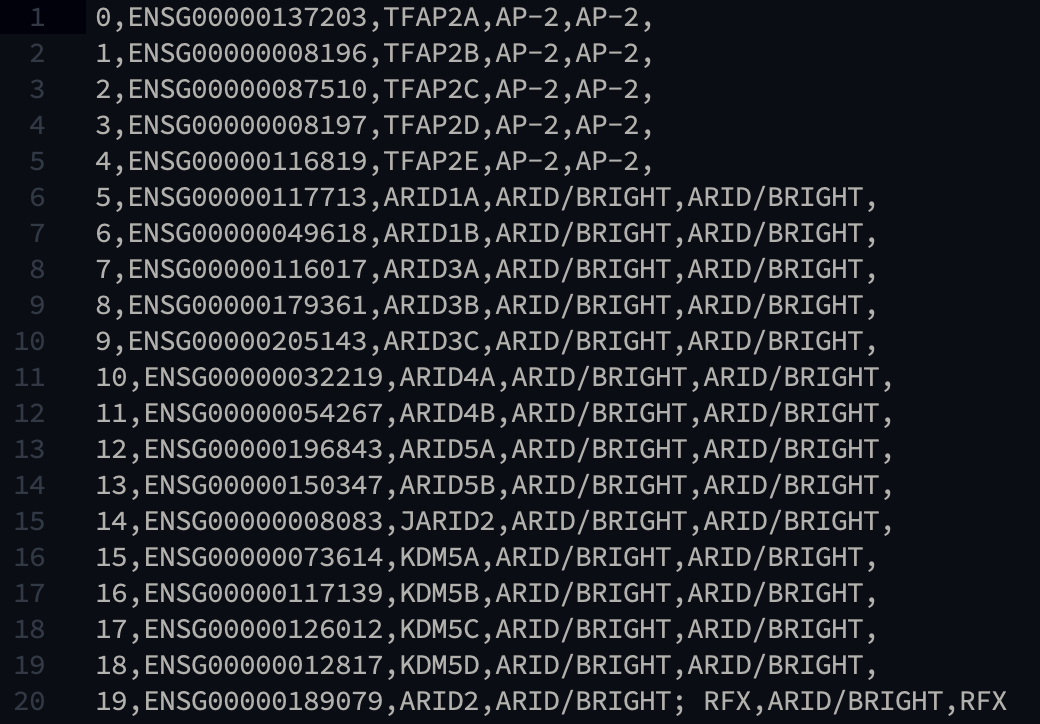 1 0,ENSG00000137203,TFAP2A,AP-2,AP-2,
2 1,ENSG00000008196,TFAP2B,AP-2,AP-2,
3 2,ENSG00000087510,TFAP2C,AP-2,AP-2,
4 3,ENSG00000008197,TFAP2D,AP-2,AP-2,
5 4,ENSG00000116819,TFAP2E,AP-2,AP-2,
6 5,ENSG00000117713,ARID1A,ARID/BRIGHT,ARID/BRIGHT,
7 6,ENSG00000049618,ARID1B,ARID/BRIGHT,ARID/BRIGHT,
8 7,ENSG00000116017,ARID3A,ARID/BRIGHT,ARID/BRIGHT,
9 8,ENSG00000179361,ARID3B,ARID/BRIGHT,ARID/BRIGHT,
10 9,ENSG00000205143,ARID3C,ARID/BRIGHT,ARID/BRIGHT,
11 10,ENSG00000032219,ARID4A,ARID/BRIGHT,ARID/BRIGHT,
12 11,ENSG00000054267,ARID4B,ARID/BRIGHT,ARID/BRIGHT,
13 12,ENSG00000196843,ARID5A,ARID/BRIGHT,ARID/BRIGHT,
14 13,ENSG00000150347,ARID5B,ARID/BRIGHT,ARID/BRIGHT,
15 14,ENSG00000008083,JARID2,ARID/BRIGHT,ARID/BRIGHT,
16 15,ENSG00000073614,KDM5A,ARID/BRIGHT,ARID/BRIGHT,
17 16,ENSG00000117139,KDM5B,ARID/BRIGHT,ARID/BRIGHT,
18 17,ENSG00000126012,KDM5C,ARID/BRIGHT,ARID/BRIGHT,
19 18,ENSG00000012817,KDM5D,ARID/BRIGHT,ARID/BRIGHT,
20 19,ENSG00000189079,ARID2,ARID/BRIGHT; RFX,ARID/BRIGHT,RFX